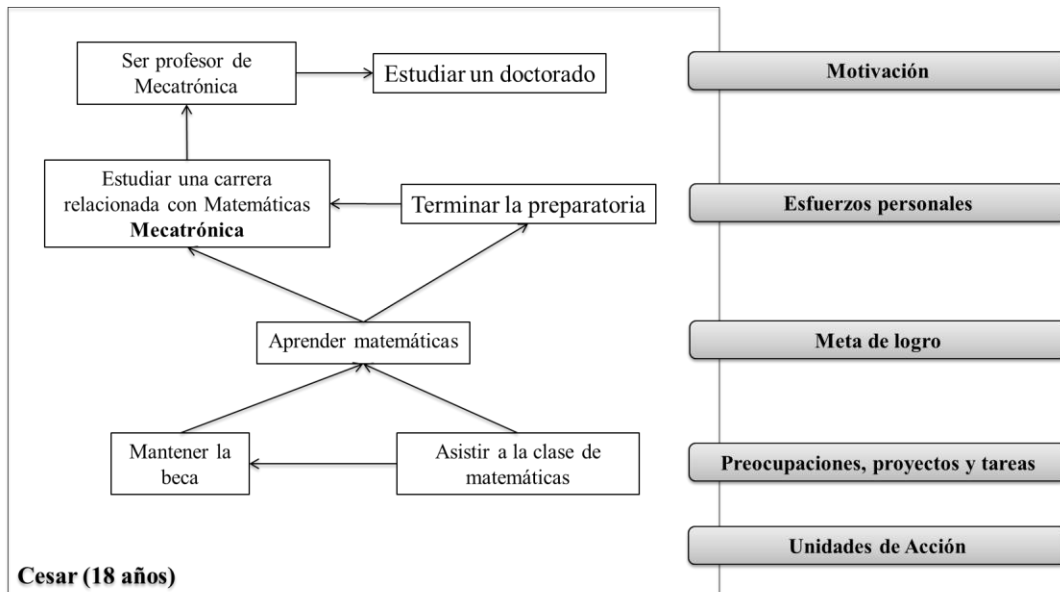 Ser profesor de
Mecatrónica
Estudiar un doctorado
Motivación
Estudiar una carrera
relacionada con Matemáticas
Mecatrónica
Terminar la preparatoria
Esfuerzos personales
Aprender matemáticas
Meta de logro
Mantener la
beca
Asistir a la clase de
matemáticas
Preocupaciones, proyectos y tareas
Unidades de Acción
Cesar (18 años)